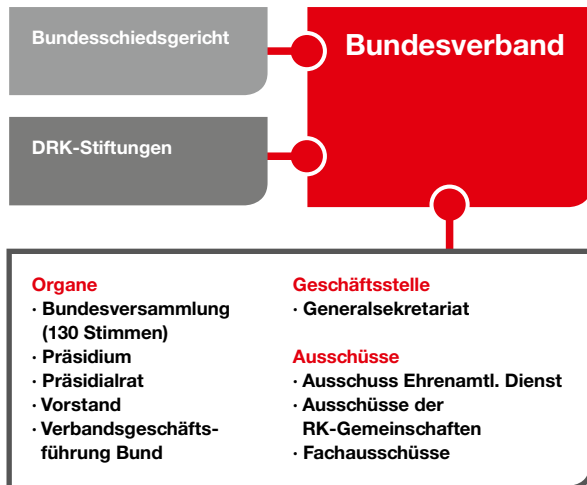 Bundesschiedsgericht
Bundesverband
DRK-Stiftungen
Organe
· Bundesversammlung
(130 Stimmen)
· Präsidium
· Präsidialrat
· Vorstand
· Verbandsgeschäfts-
führung Bund
Geschäftsstelle
· Generalsekretariat
Ausschüsse
· Ausschuss Ehrenamtl. Dienst
· Ausschüsse der
RK-Gemeinschaften
· Fachausschüsse